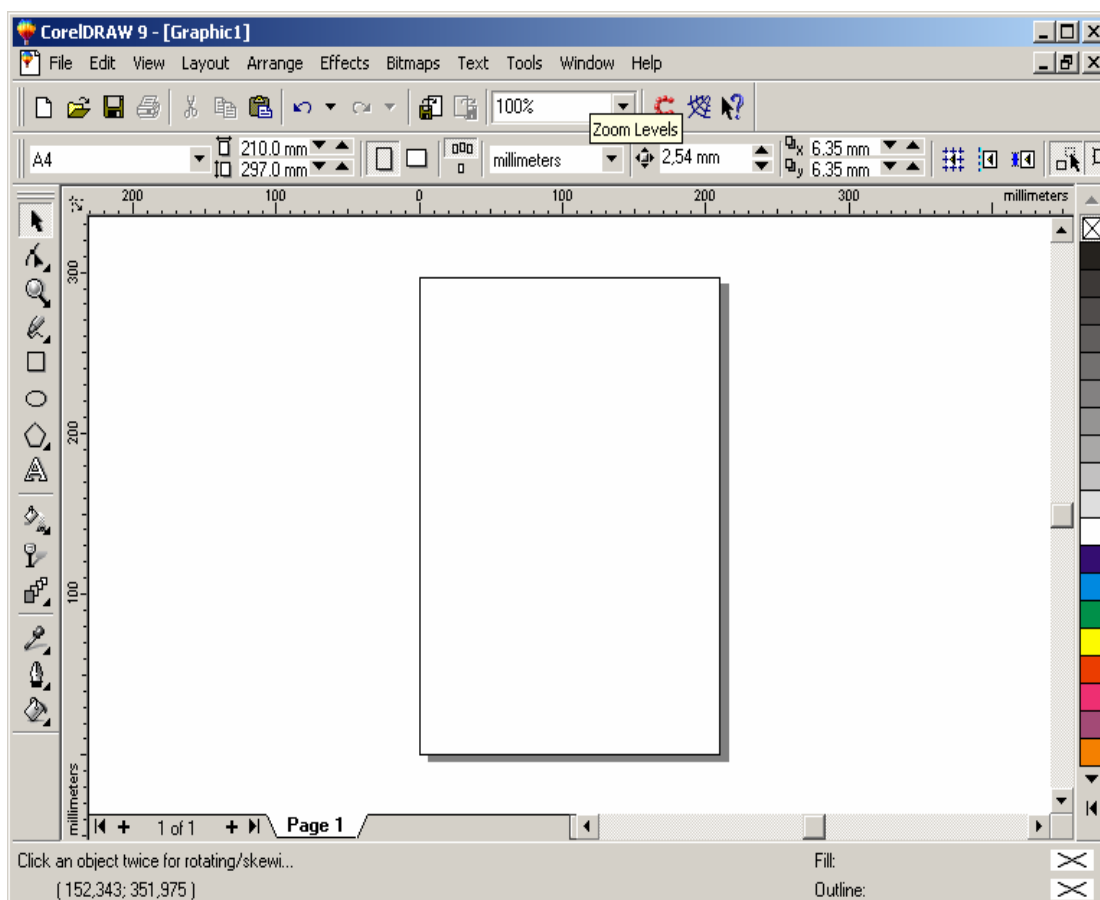 CorelDRAW 9 - [Graphic1]
File Edit View Layout Arrange Effects Bitmaps Text Tools Window Help
100%
Zoom Levels
A4
210.0 mm
297.0 mm
millimeters
2,54 mm
x 6.35 mm
y 6.35 mm
200 100 0 100 200 300 millimeters
300
200
100
millimeters
1 of 1 Page 1
Click an object twice for rotating/skewi...
Fill:
( 152,343; 351,975 )
Outline: